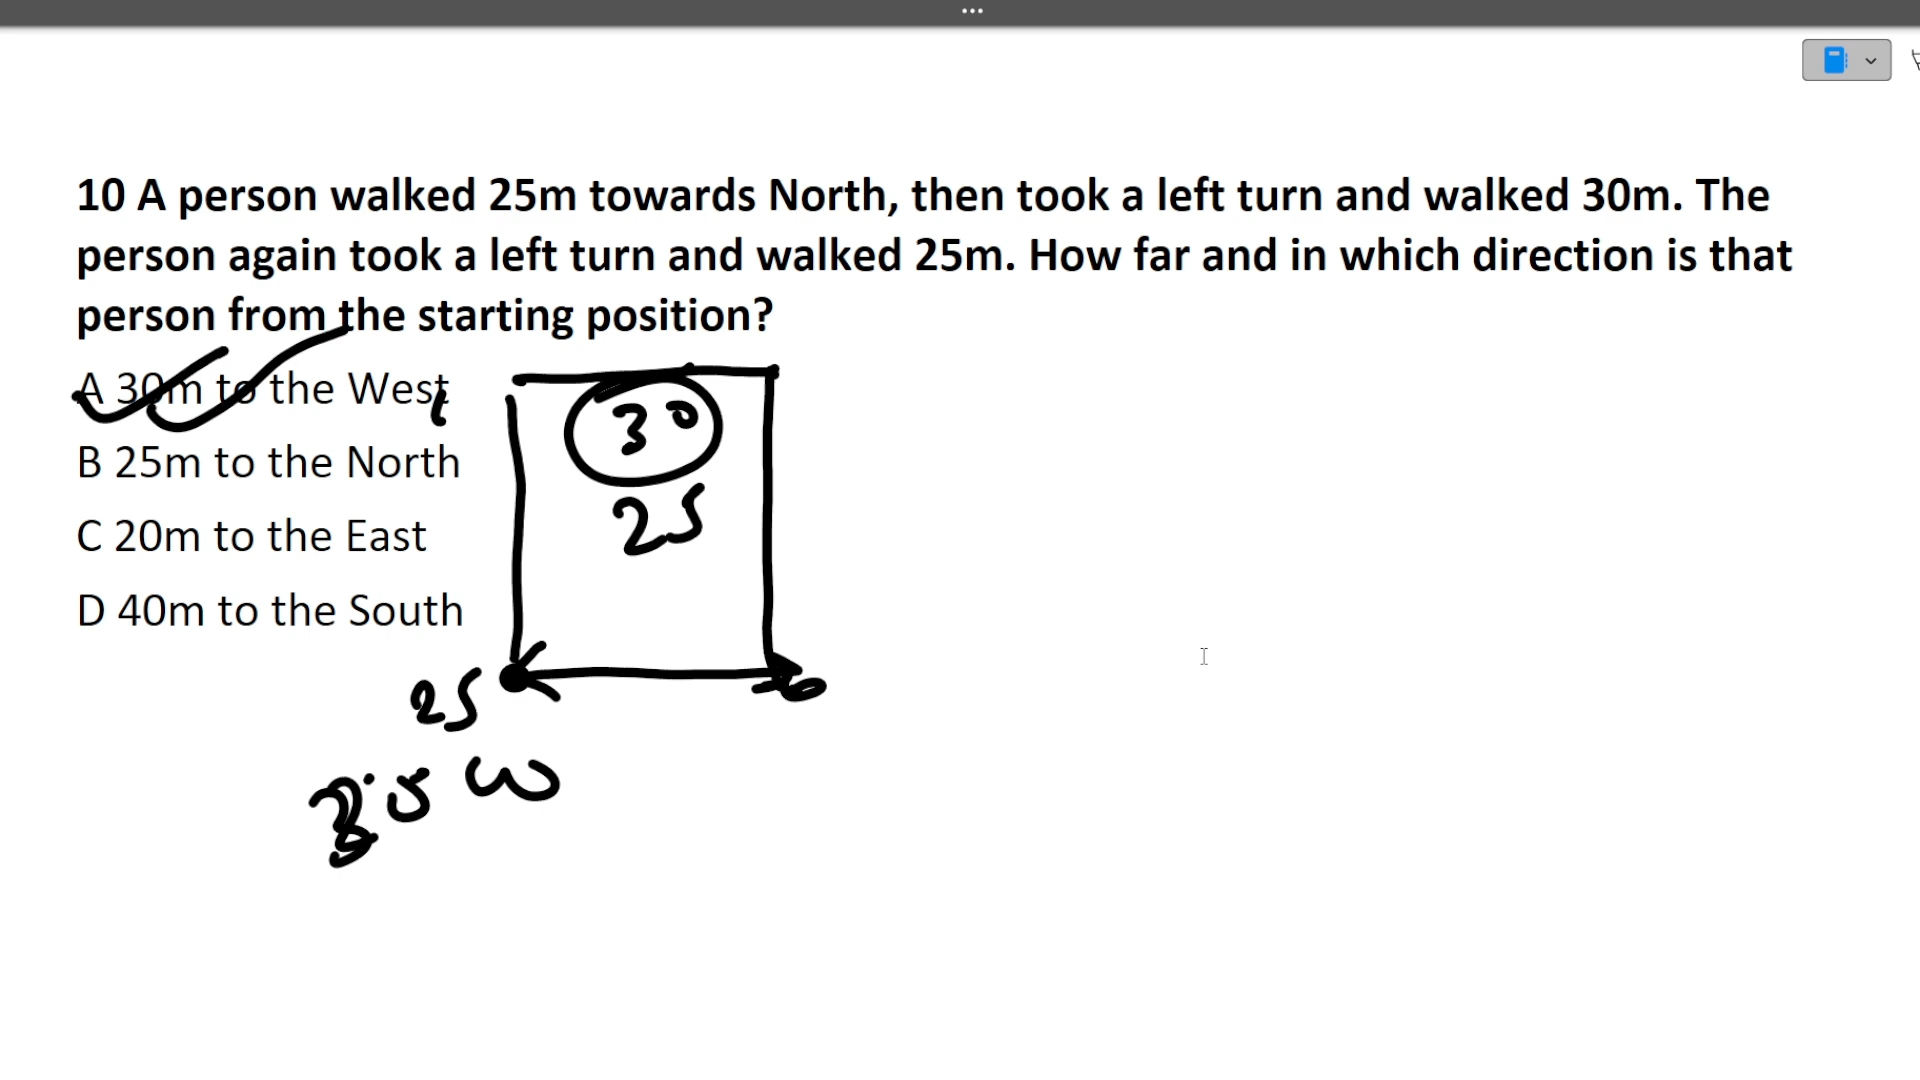 10 A person walked 25m towards North, then took a left turn and walked 30m. The
person again took a left turn and walked 25m. How far and in which direction is that
person from the starting position?
A 30m to the West
B 25m to the North
C 20m to the East
D 40m to the South
30
25
25
W